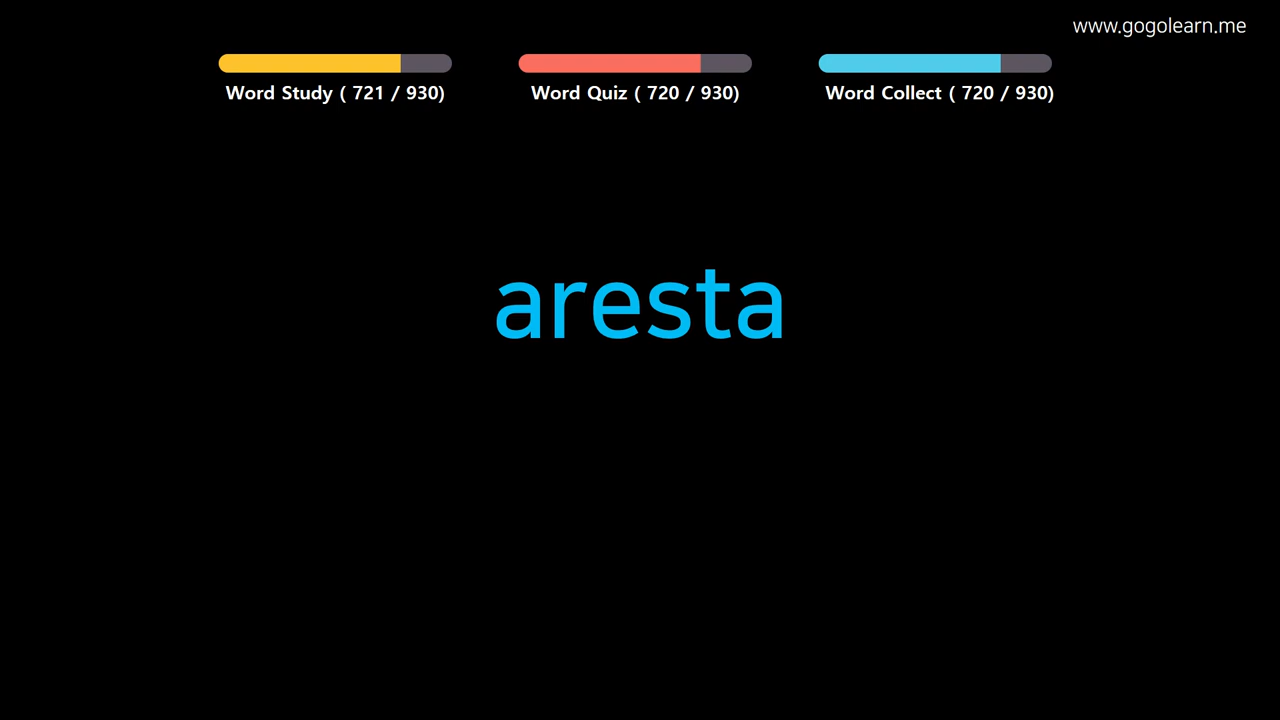 www.gogolearn.me
Word Study ( 721 / 930)
Word Quiz ( 720 / 930)
Word Collect ( 720 / 930)
aresta